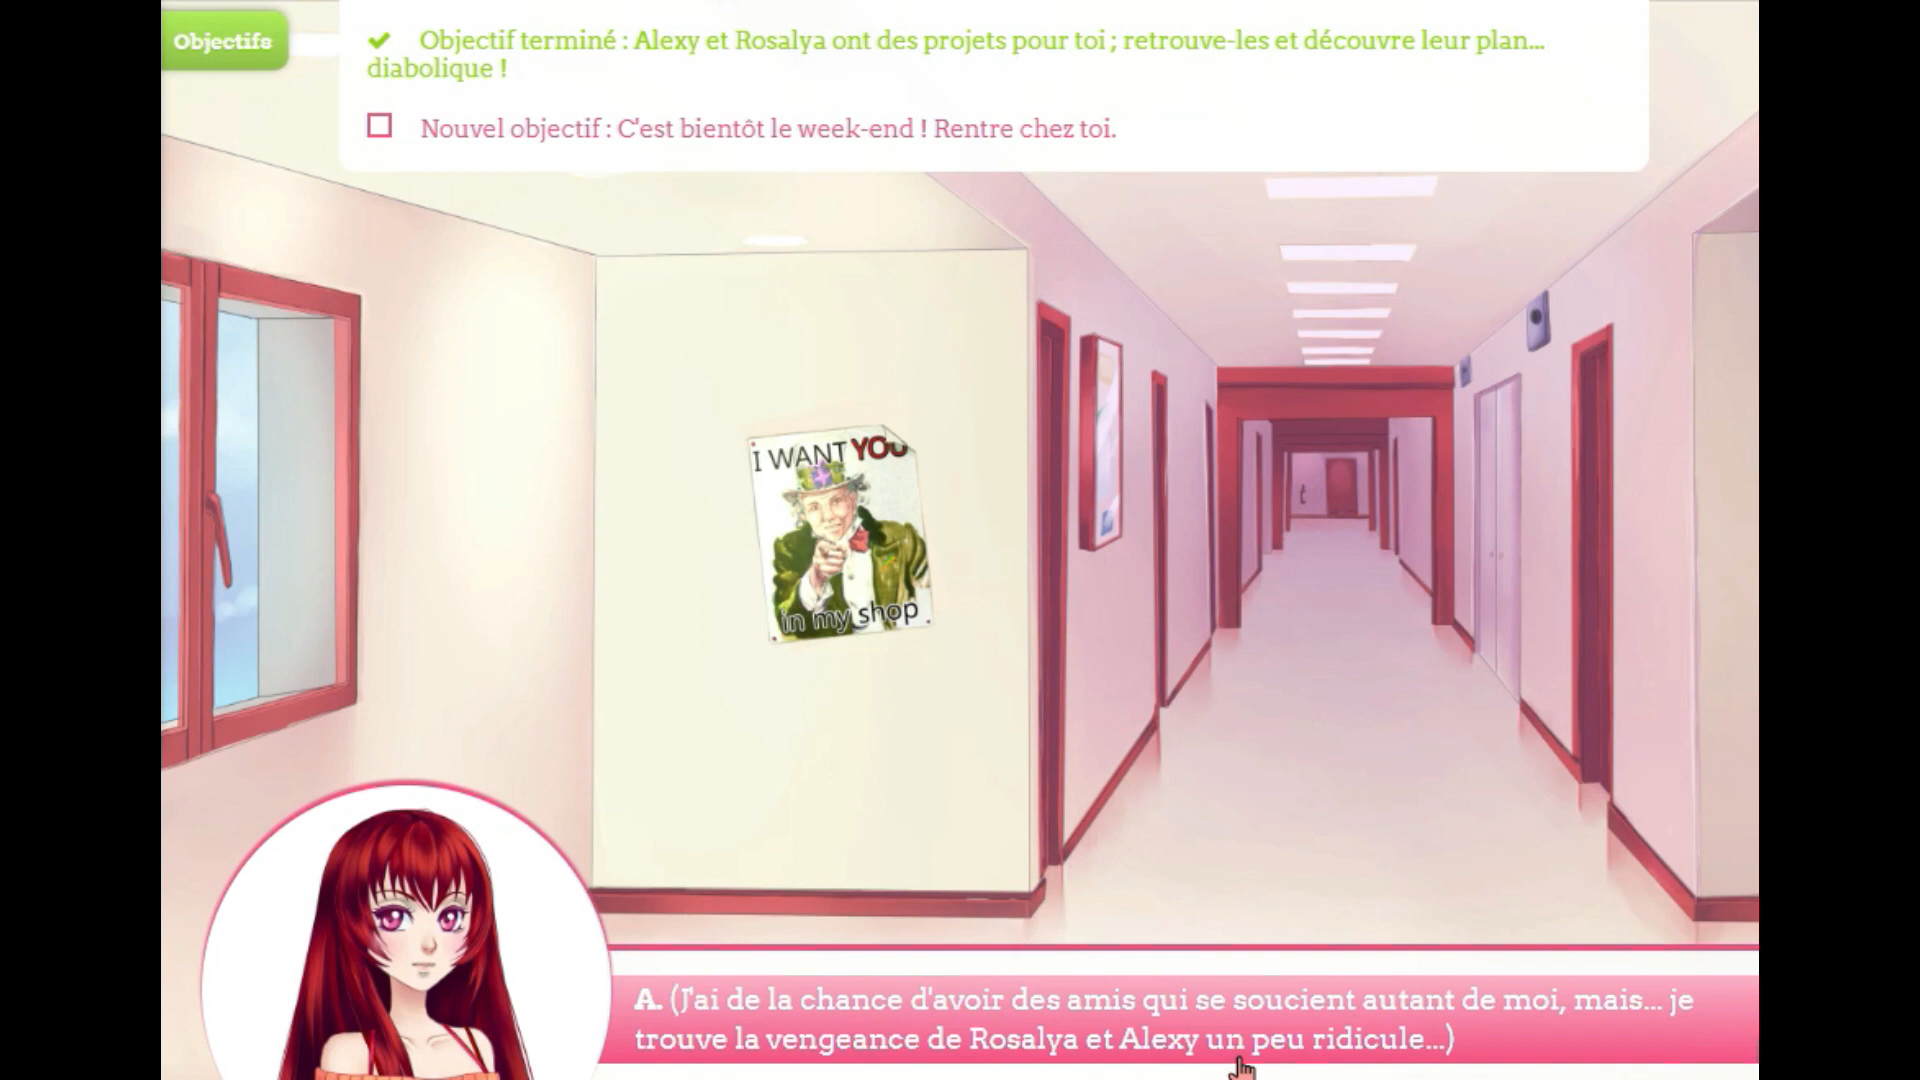 Objectifs
Objectif terminé : Alexy et Rosalya ont des projets pour toi ; retrouve-les et découvre leur plan...
diabolique !
Nouvel objectif : C'est bientôt le week-end ! Rentre chez toi.
I WANT YOU
in my shop
A. (J'ai de la chance d'avoir des amis qui se soucient autant de moi, mais... je
trouve la vengeance de Rosalya et Alexy un peu ridicule...)